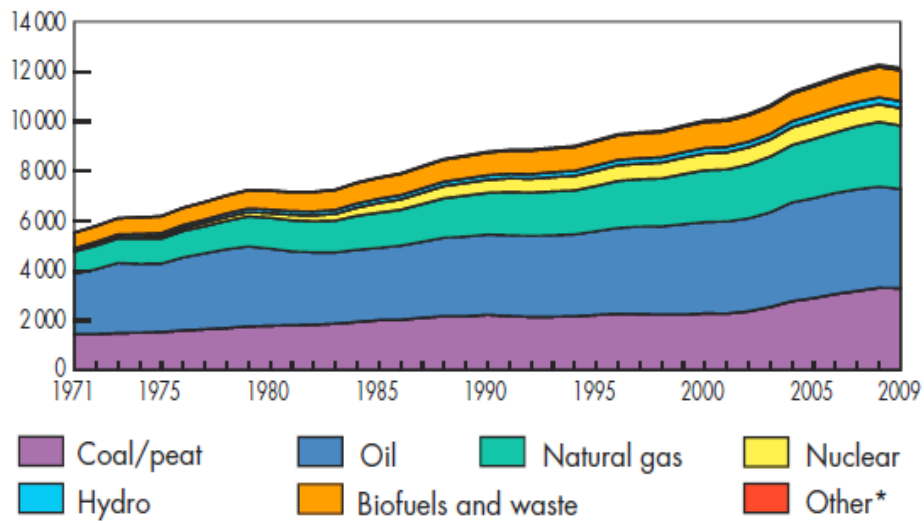 14 000
12 000
10 000
8 000
6 000
4 000
2 000
0
1971 1975 1980 1985 1990 1995 2000 2005 2009
Coal/peat Oil Natural gas Nuclear
Hydro Biofuels and waste Other*